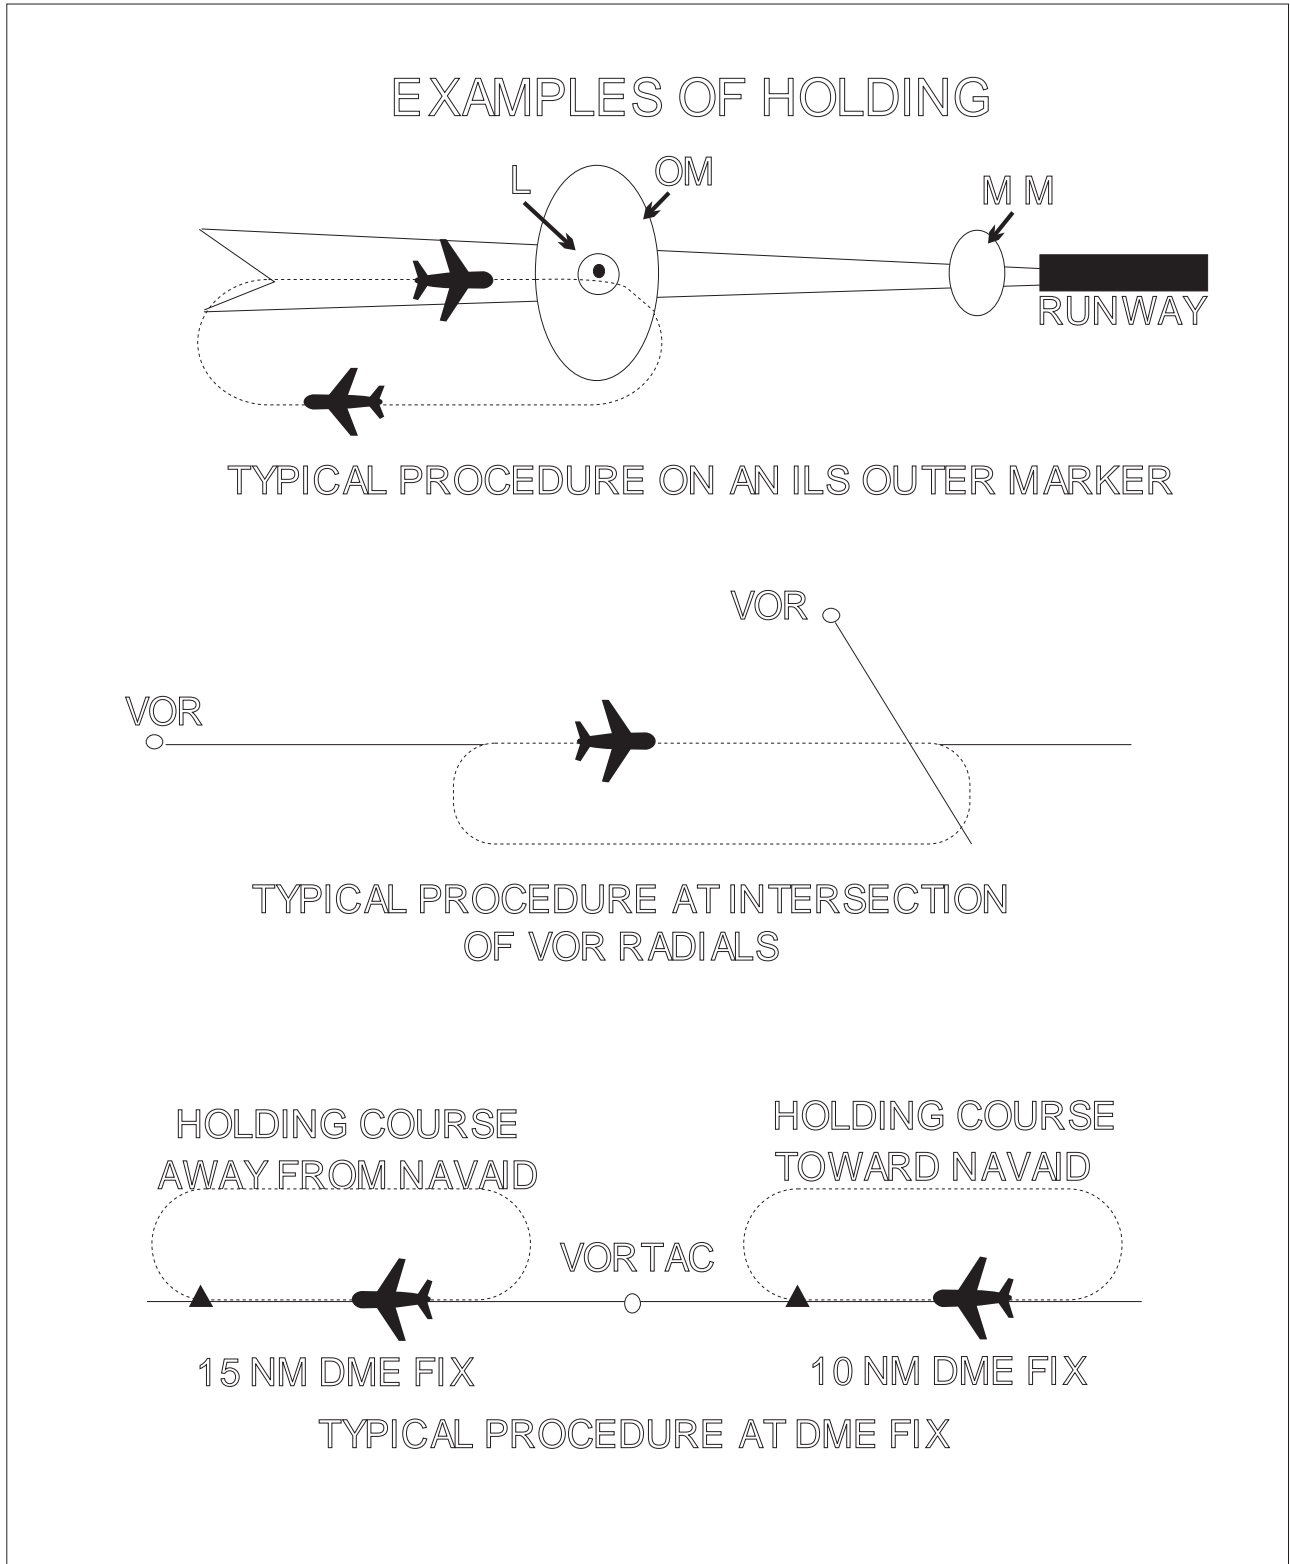 EXAMPLES OF HOLDING
L
OM
MM
RUNWAY
TYPICAL PROCEDURE ON AN ILS OUTER MARKER
VOR
VOR
TYPICAL PROCEDURE AT INTERSECTION
OF VOR RADIALS
HOLDING COURSE
AWAY FROM NAVAID
HOLDING COURSE
TOWARD NAVAID
VORTAC
15 NM DME FIX
10 NM DME FIX
TYPICAL PROCEDURE AT DME FIX